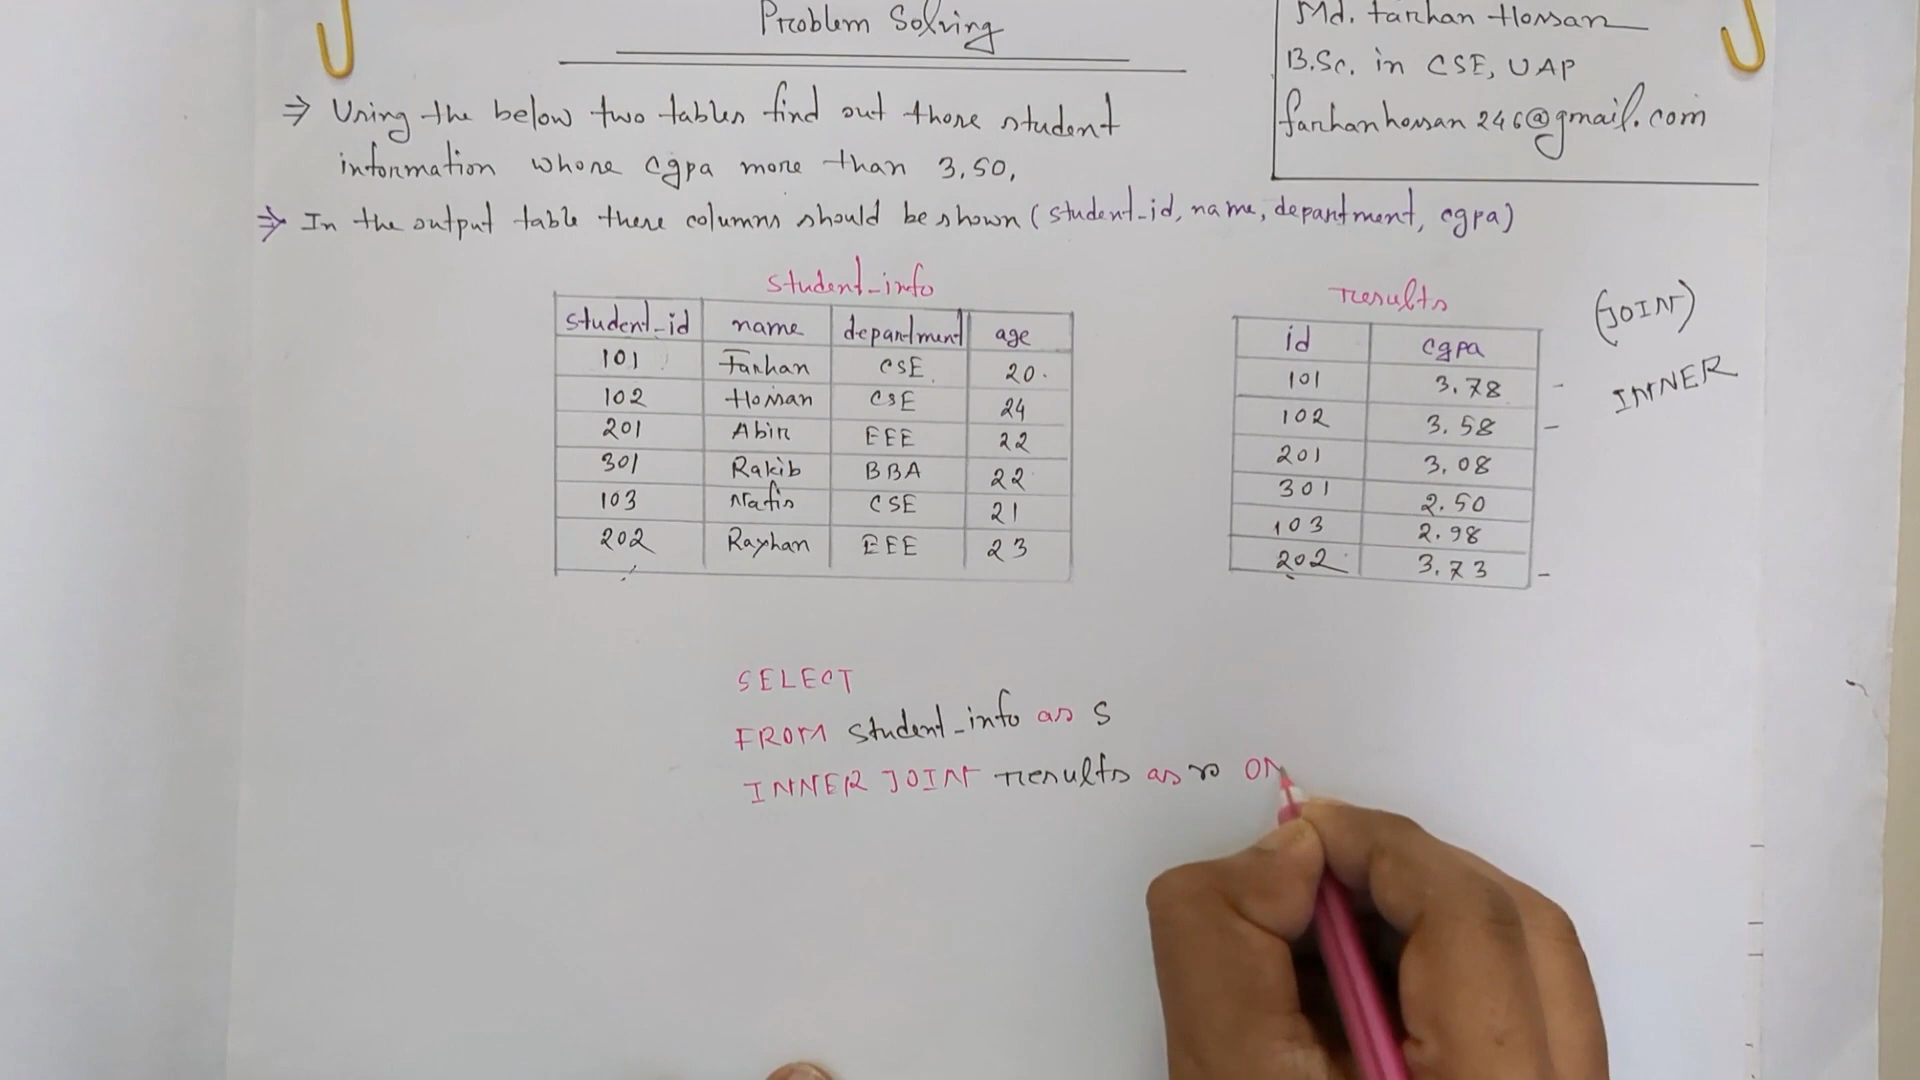 Problem Solving
Md. Farhan Hossan
B.Sc. in CSE, UAP
farhanhossan246@gmail.com
⇒ Using the below two tables find out those student
information whose cgpa more than 3.50.
⇒ In the output table these columns should be shown (student_id, name, department, cgpa)
student_info
student_id name department age
101 Farhan CSE 20
102 Hossan CSE 24
201 Abir EEE 22
301 Rakib BBA 22
103 Nafis CSE 21
202 Rayhan EEE 23
results
id cgpa
101 3.78
102 3.58
201 3.08
301 2.50
103 2.98
202 3.73
(JOIN)
INNER
SELECT
FROM student_info as s
INNER JOIN results as r ON